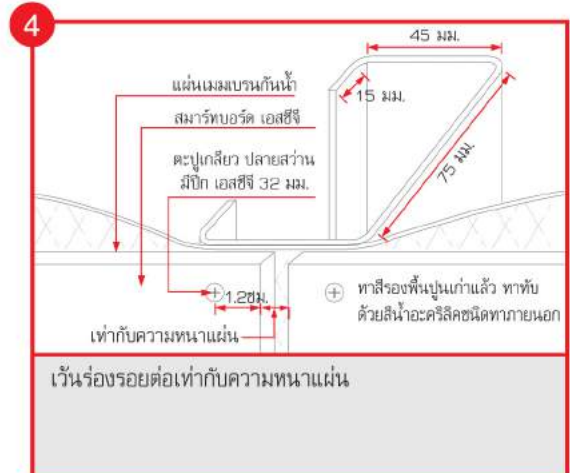 4
45 มม.
แผ่นเมมเบรนกันน้ำ
15 มม.
สมาร์ทบอร์ด เอสซีจี
75 มม.
ตะปูเกลียว ปลายสว่าน
มีปีก เอสซีจี 32 มม.
1.2ซม.
ทาสีรองพื้นปูนเก่าแล้ว ทาทับ
ด้วยสีน้ำอะคริลิคชนิดทาภายนอก
เท่ากับความหนาแผ่น
เว้นร่องรอยต่อเท่ากับความหนาแผ่น